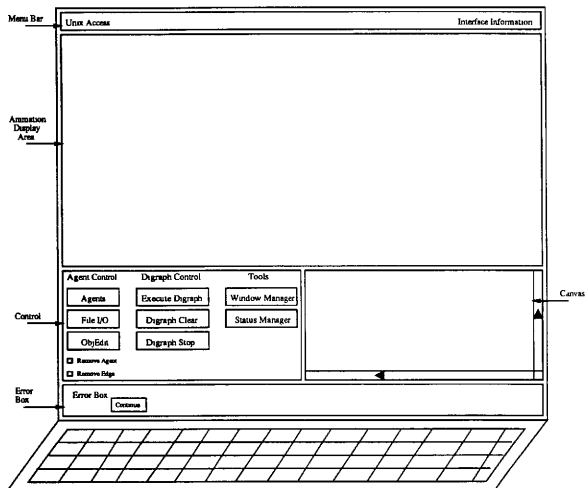 Menu Bar
Unix Access
Interface Information
Animation
Display
Area
Agent Control
Digraph Control
Tools
Agents
Execute Digraph
Window Manager
Canvas
Control
File I/O
Digraph Clear
Status Manager
ObjEdit
Digraph Stop
Remove Agent
Remove Edge
Error
Box
Error Box
Continue